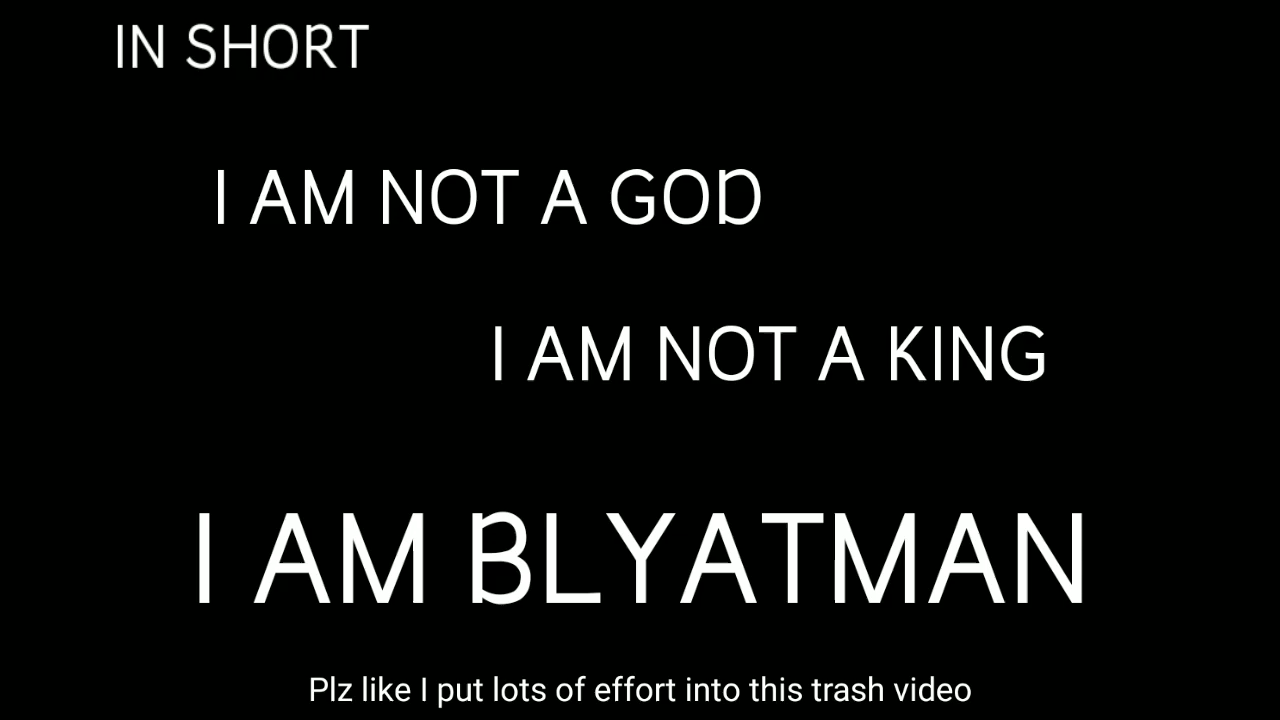 IN SHORT
I AM NOT A GOD
I AM NOT A KING
I AM BLYATMAN
Plz like I put lots of effort into this trash video